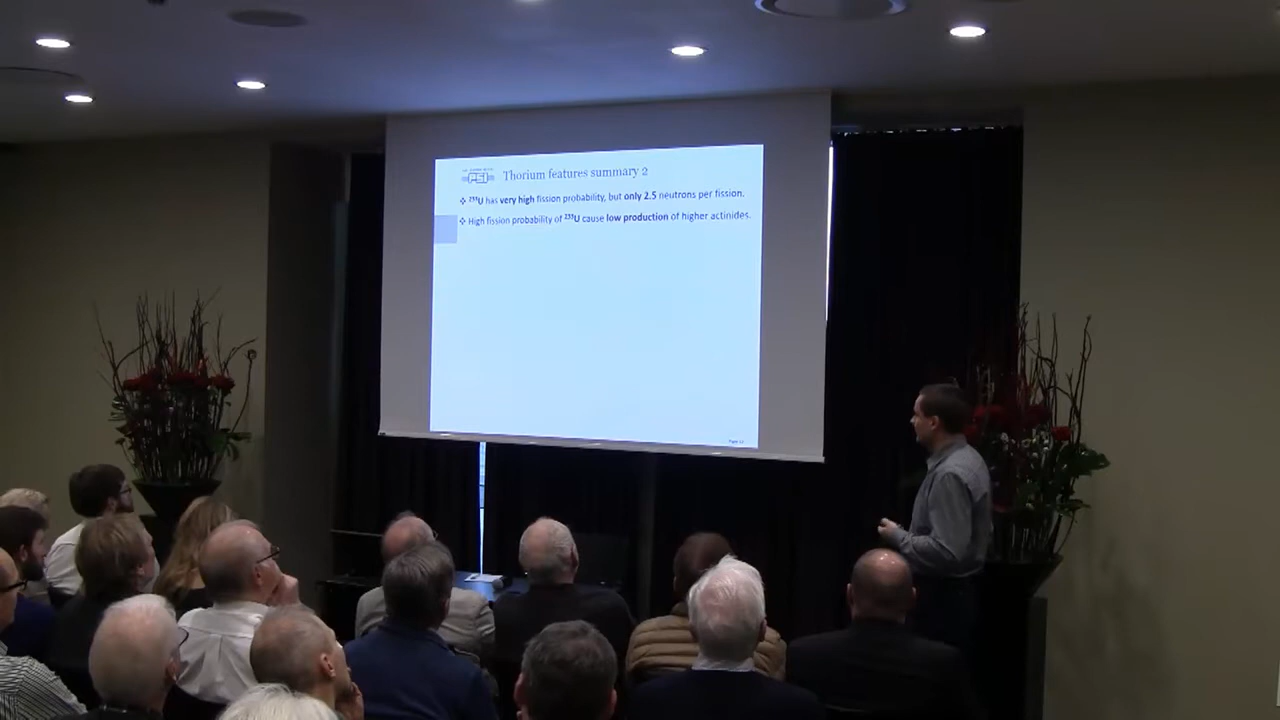 PSI
Thorium features summary 2
❖ ²³³U has very high fission probability, but only 2.5 neutrons per fission.
❖ High fission probability of ²³³U cause low production of higher actinides.